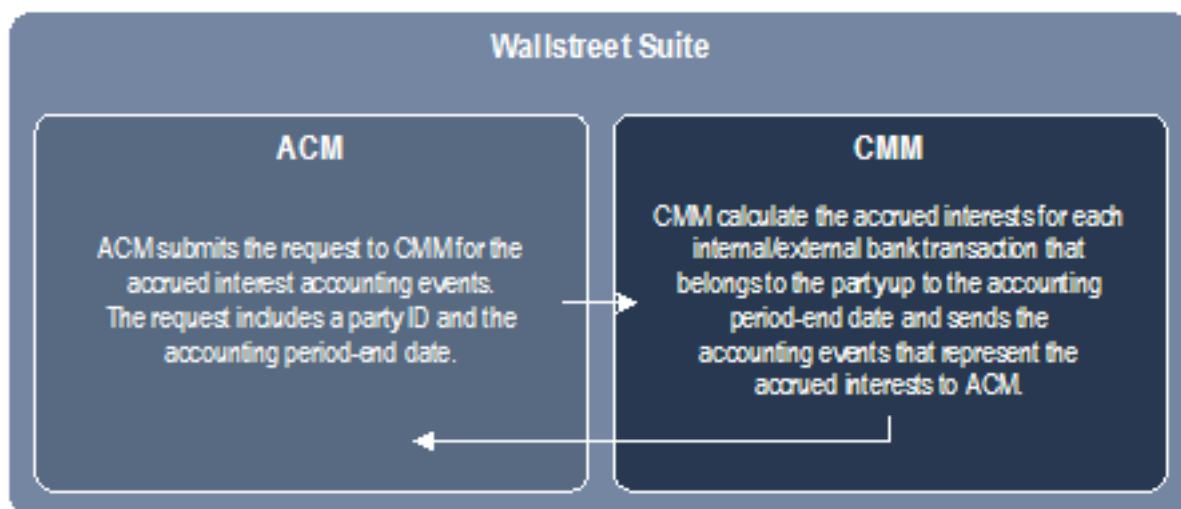 Wallstreet Suite
ACM
ACM submits the request to CMM for the
accrued interest accounting events.
The request includes a party ID and the
accounting period-end date.
CMM
CMM calculate the accrued interests for each
internal/external bank transaction that
belongs to the party up to the accounting
period-end date and sends the
accounting events that represent the
accrued interests to ACM.